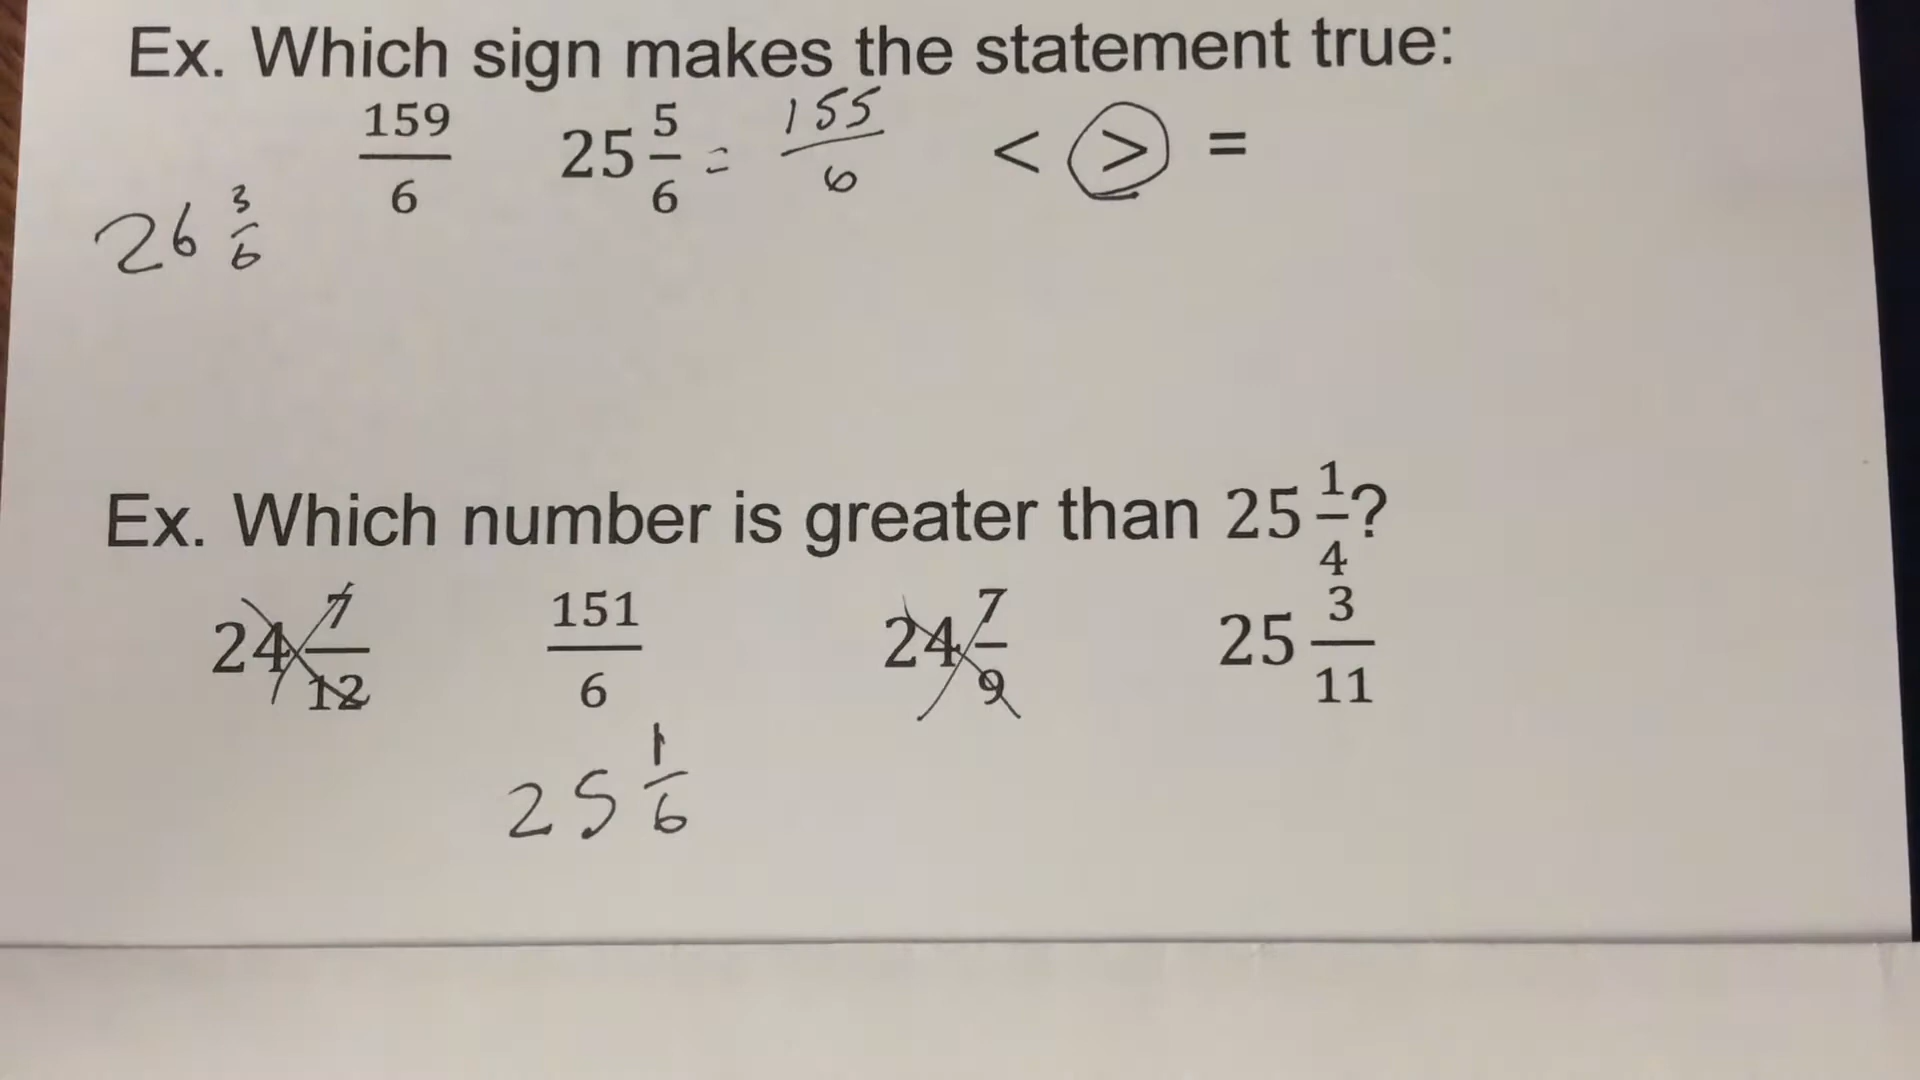 Ex. Which sign makes the statement true:
159/6 25 5/6 = 155/6 < > =
26 3/6
Ex. Which number is greater than 25 1/4?
24 7/12 151/6 24 7/9 25 3/11
25 1/6